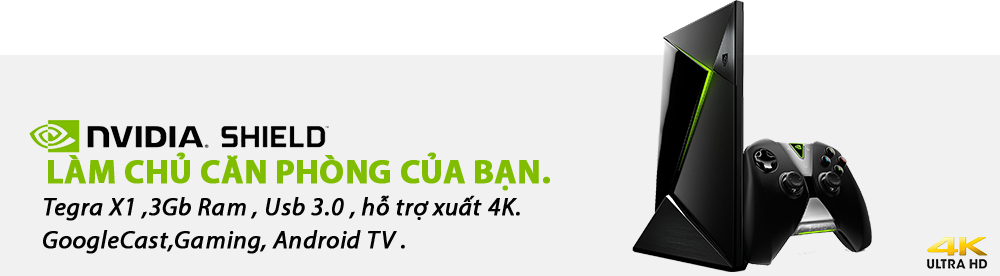 NVIDIA. SHIELD
LÀM CHỦ CĂN PHÒNG CỦA BẠN.
Tegra X1 ,3Gb Ram , Usb 3.0 , hỗ trợ xuất 4K.
GoogleCast,Gaming, Android TV .
4K
ULTRA HD